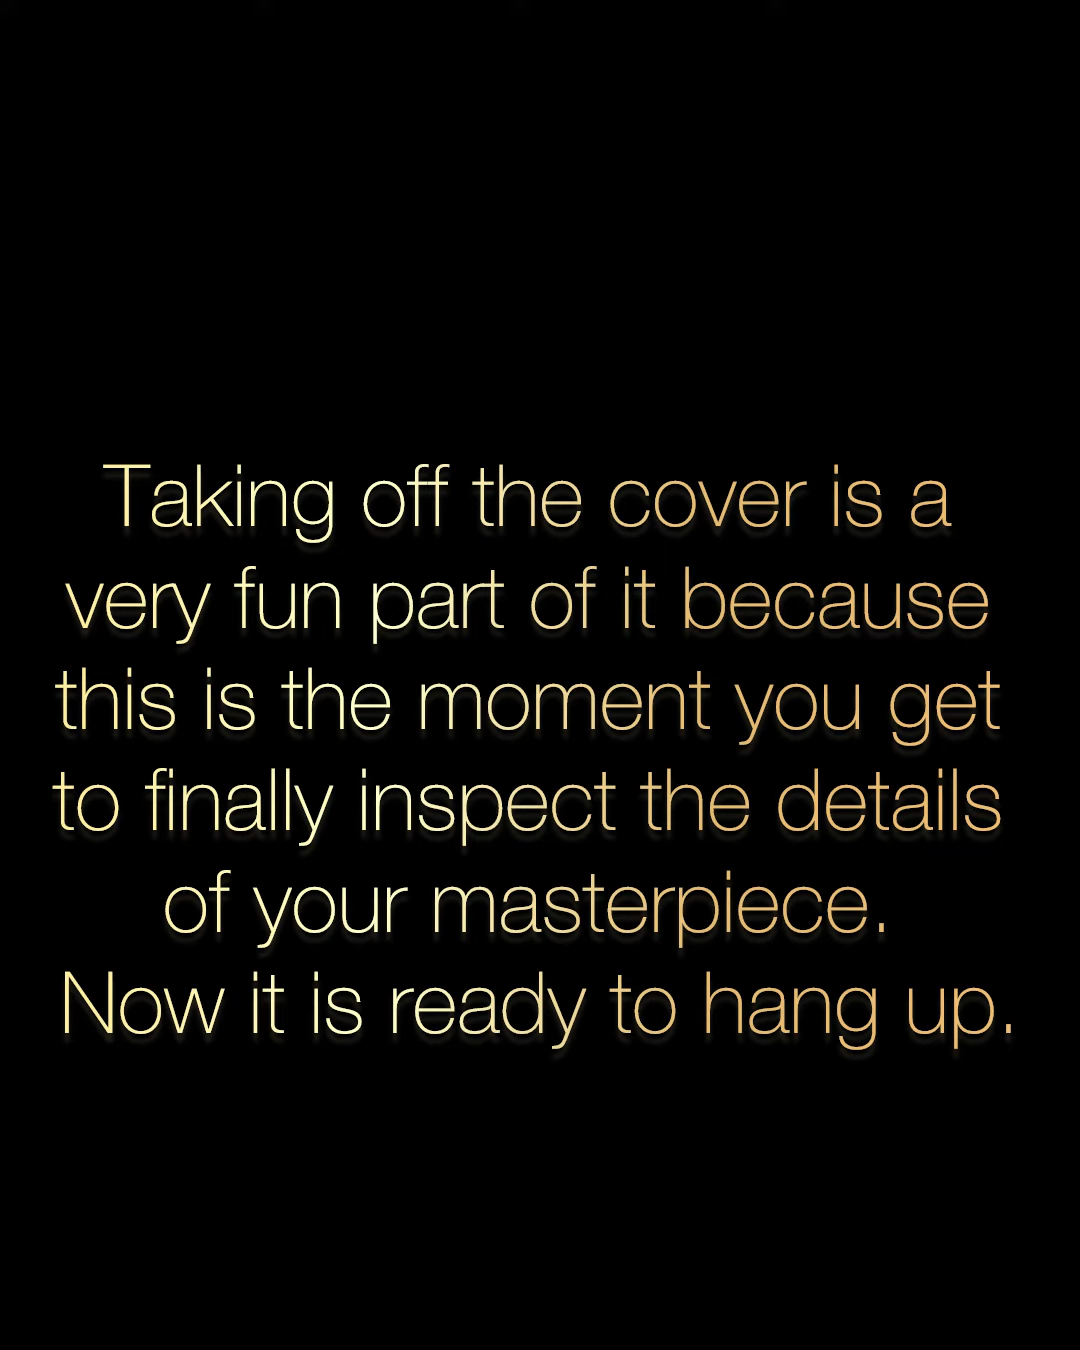 Taking off the cover is a
very fun part of it because
this is the moment you get
to finally inspect the details
of your masterpiece.
Now it is ready to hang up.